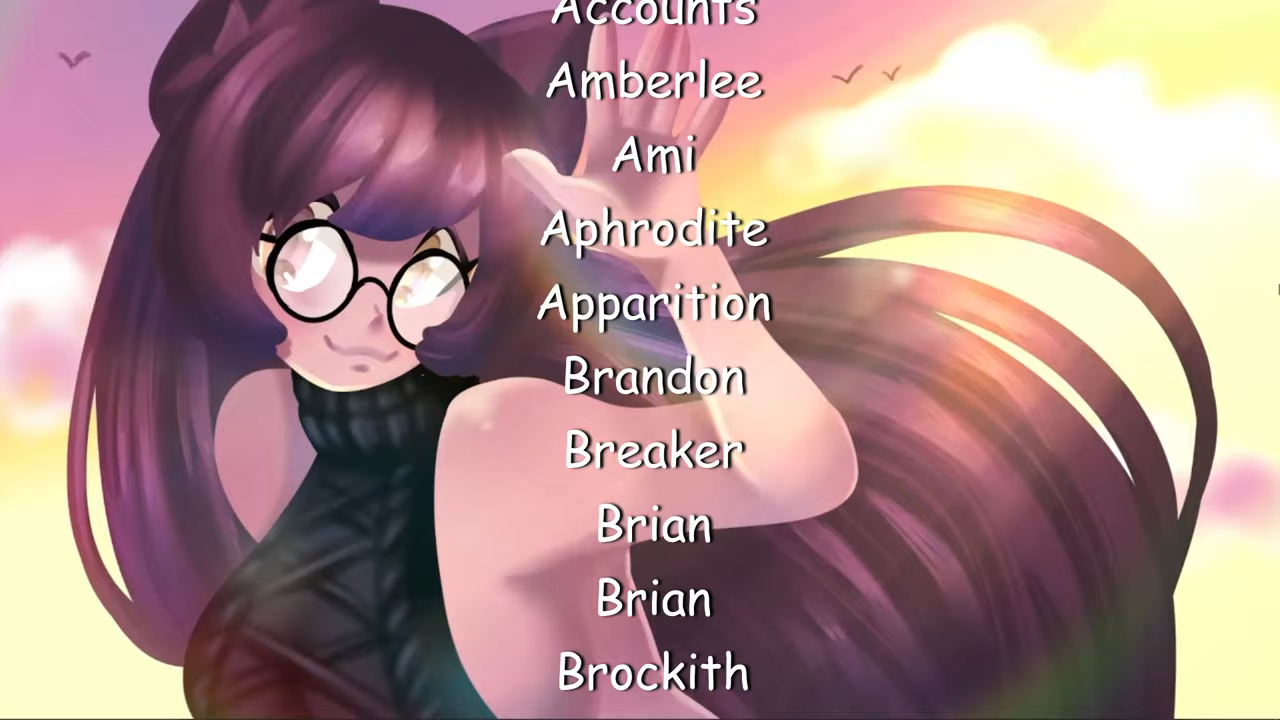 Accounts
Amberlee
Ami
Aphrodite
Apparition
Brandon
Breaker
Brian
Brian
Brockith